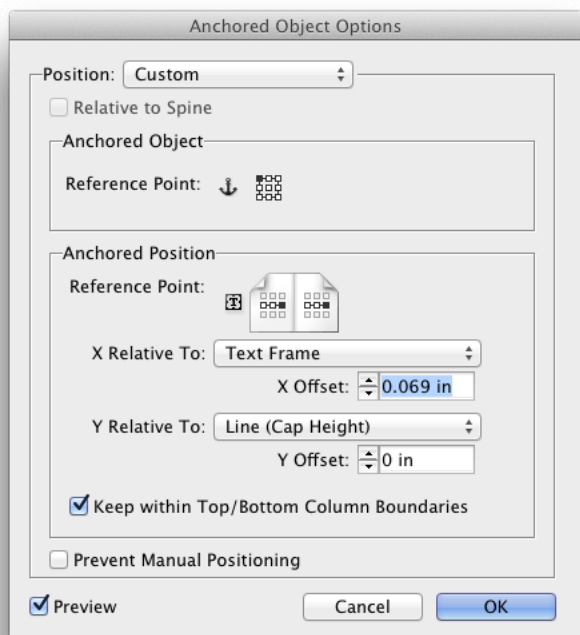 Anchored Object Options
Position: Custom
Relative to Spine
Anchored Object
Reference Point:
Anchored Position
Reference Point:
T
X Relative To: Text Frame
X Offset: 0.069 in
Y Relative To: Line (Cap Height)
Y Offset: 0 in
Keep within Top/Bottom Column Boundaries
Prevent Manual Positioning
Preview Cancel OK